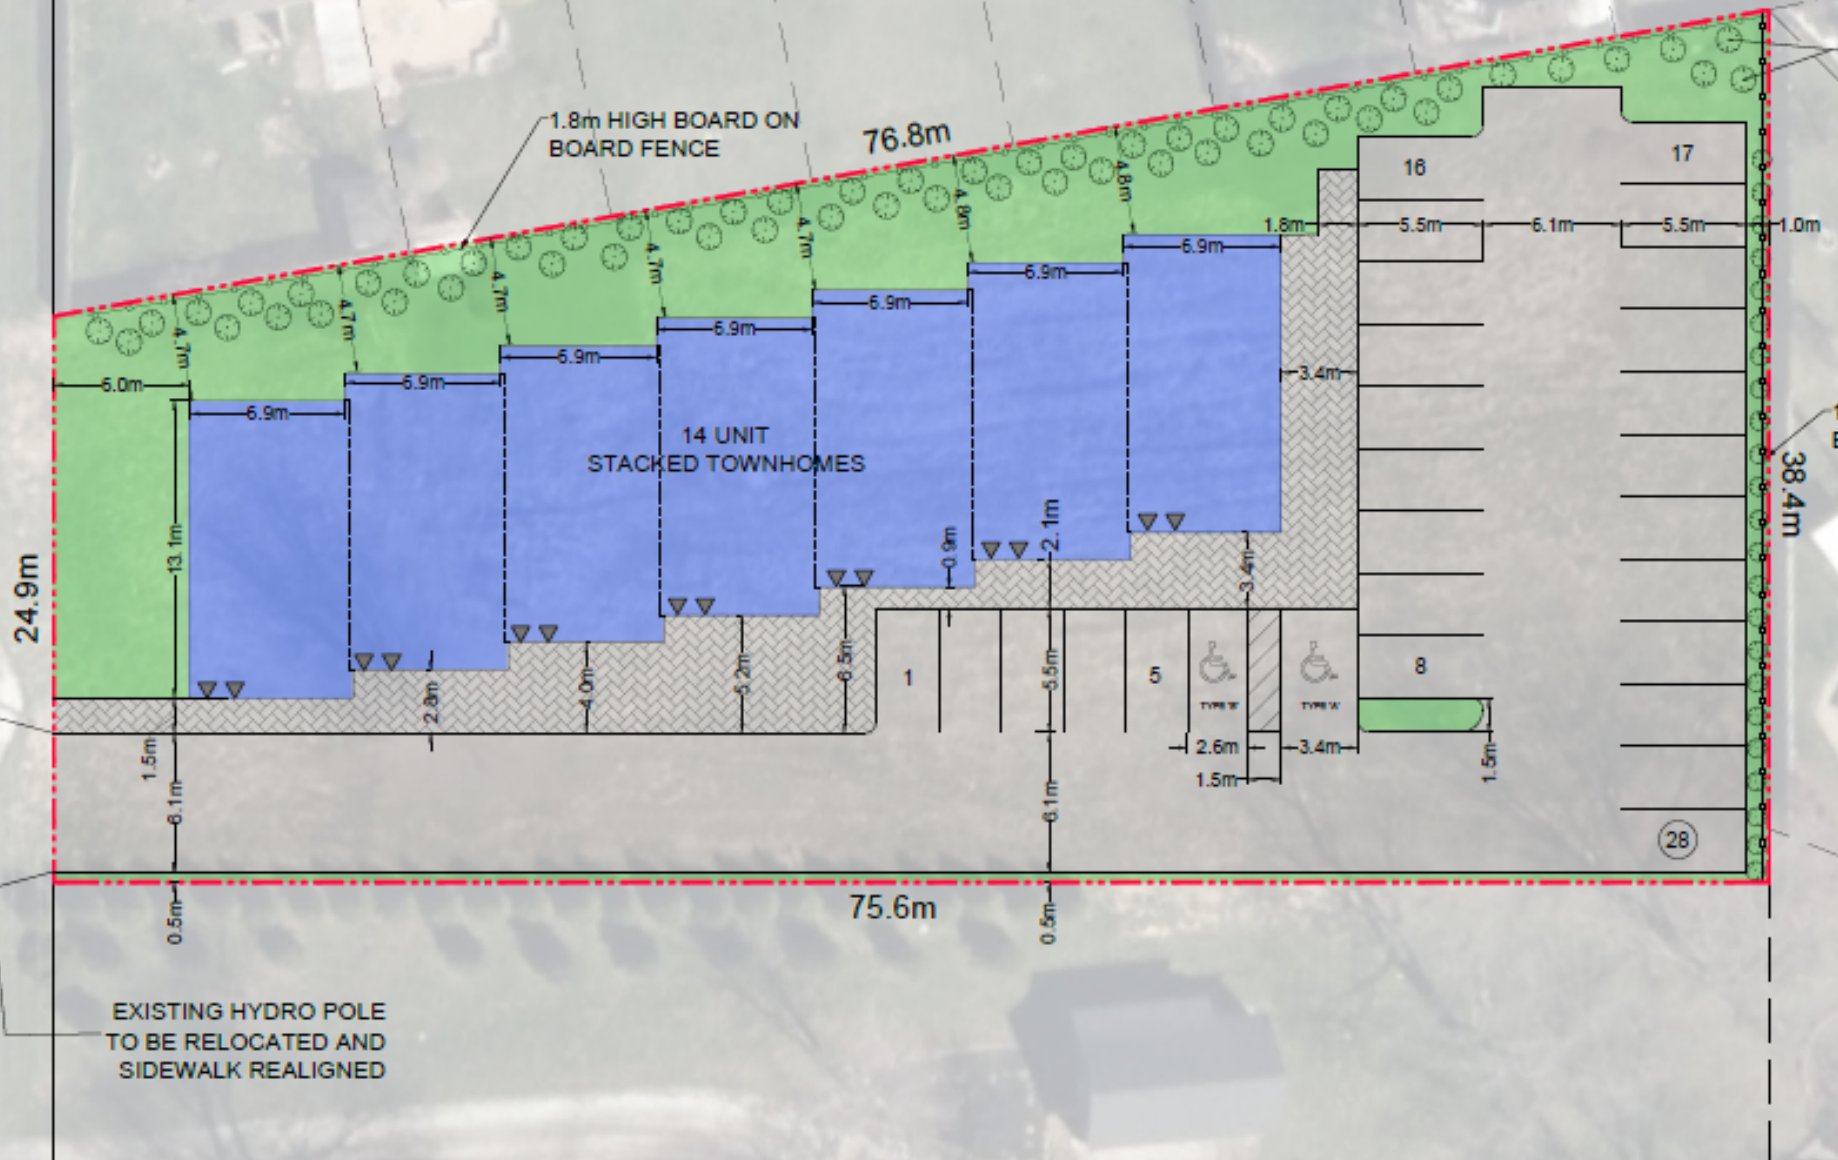 1.8m HIGH BOARD ON
BOARD FENCE
76.8m
16
17
1.8m
5.5m
6.1m
5.5m
1.0m
4.7m
4.7m
4.7m
4.7m
4.7m
4.8m
4.8m
6.0m
6.9m
6.9m
6.9m
6.9m
6.9m
6.9m
6.9m
3.4m
14 UNIT
STACKED TOWNHOMES
38.4m
24.9m
13.1m
0.9m
2.1m
3.4m
2.8m
4.0m
5.2m
6.5m
1
5.5m
5
TYPE 'B'
TYPE 'A'
8
1.5m
6.1m
6.1m
2.6m
3.4m
1.5m
1.5m
28
0.5m
75.6m
0.5m
EXISTING HYDRO POLE
TO BE RELOCATED AND
SIDEWALK REALIGNED